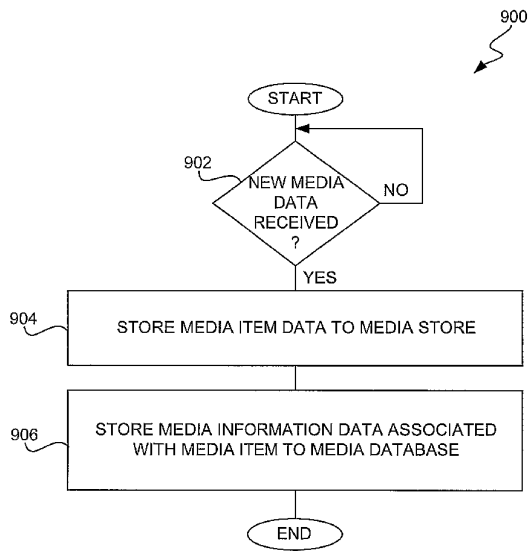 900
START
902
NEW MEDIA
DATA
RECEIVED
?
NO
YES
904
STORE MEDIA ITEM DATA TO MEDIA STORE
906
STORE MEDIA INFORMATION DATA ASSOCIATED
WITH MEDIA ITEM TO MEDIA DATABASE
END